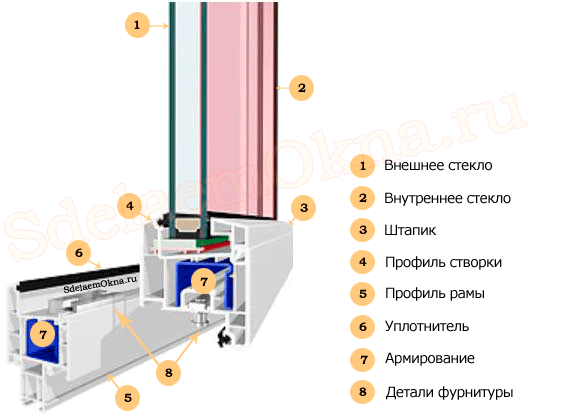 1
2
3
4
6
7
7
8
5
SdelaemOkna.ru
SdelaemOkna.ru
1 Внешнее стекло
2 Внутреннее стекло
3 Штапик
4 Профиль створки
5 Профиль рамы
6 Уплотнитель
7 Армирование
8 Детали фурнитуры